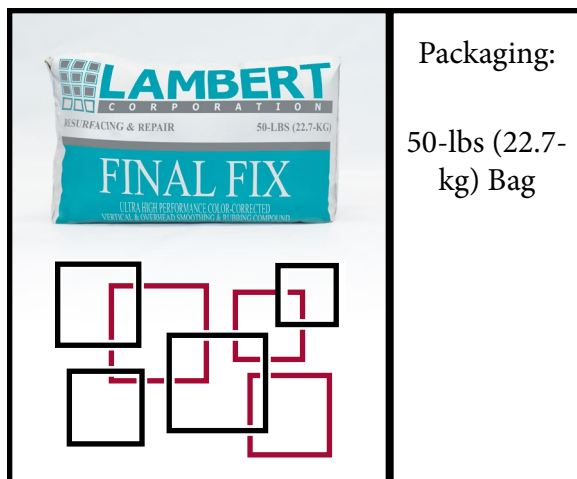 LAMBERT
CORPORATION
RESURFACING & REPAIR 50-LBS (22.7-KG)
FINAL FIX
ULTRA HIGH PERFORMANCE COLOR-CORRECTED
VERTICAL & OVERHEAD SMOOTHING & RUBBING COMPOUND
Packaging:
50-lbs (22.7-
kg) Bag